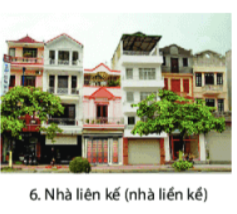 6. Nhà liên kế (nhà liền kề)